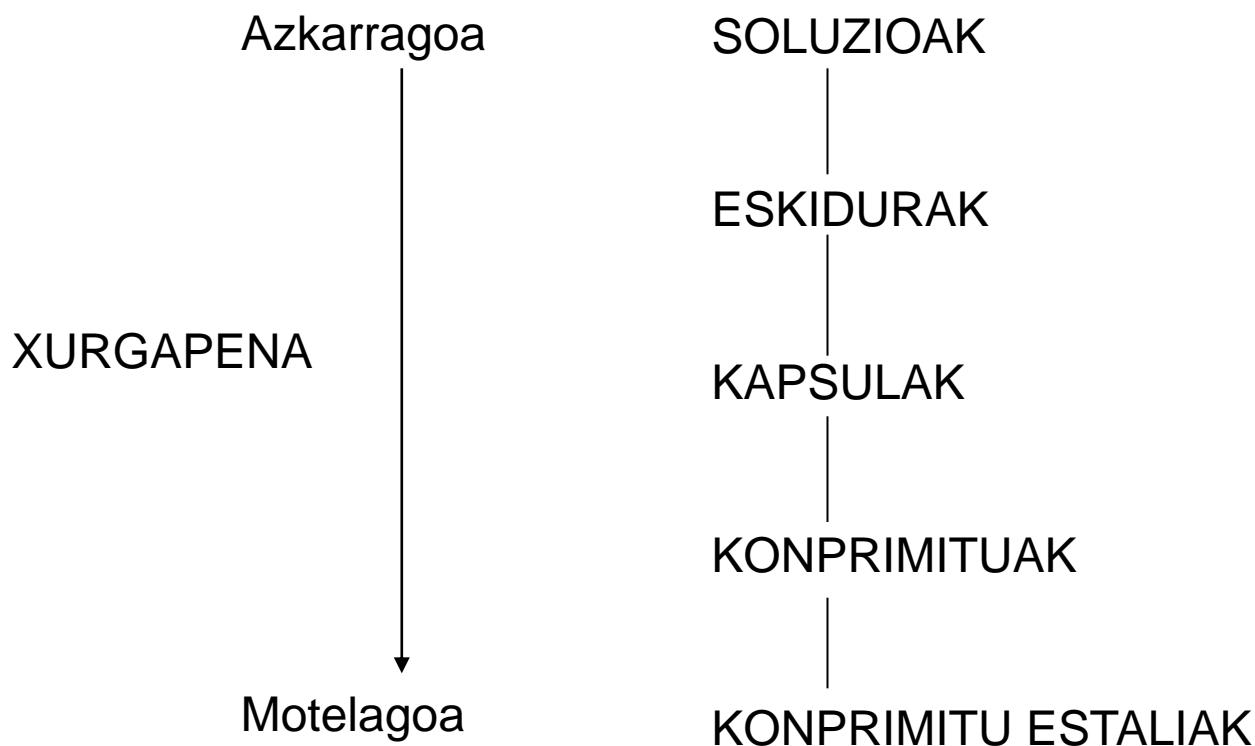 Azkarragoa
SOLUZIOAK
ESKIDURAK
XURGAPENA
KAPSULAK
KONPRIMITUAK
Motelagoa
KONPRIMITU ESTALIAK